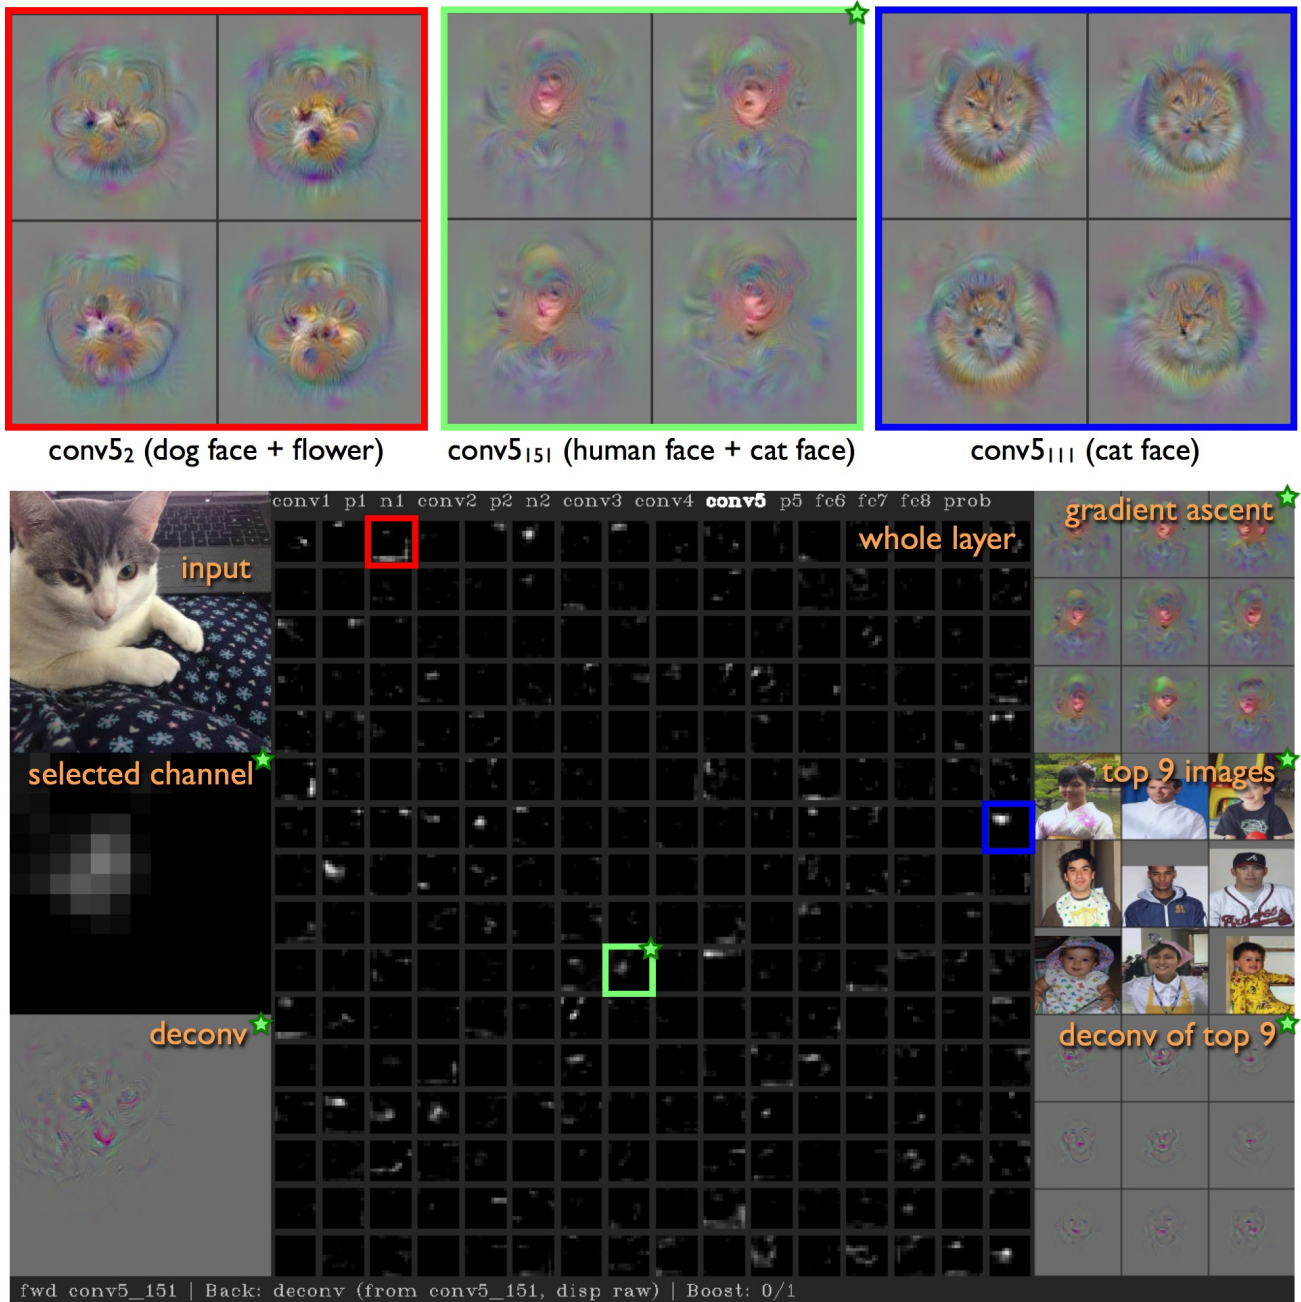 conv5₂ (dog face + flower)
conv5₁₅₁ (human face + cat face)
conv5₁₁₁ (cat face)
conv1 p1 n1 conv2 p2 n2 conv3 conv4 conv5 p5 fc6 fc7 fc8 prob
input
whole layer
gradient ascent
selected channel
top 9 images
Braves
deconv
deconv of top 9
fwd conv5_151 | Back: deconv (from conv5_151, disp raw) | Boost: 0/1